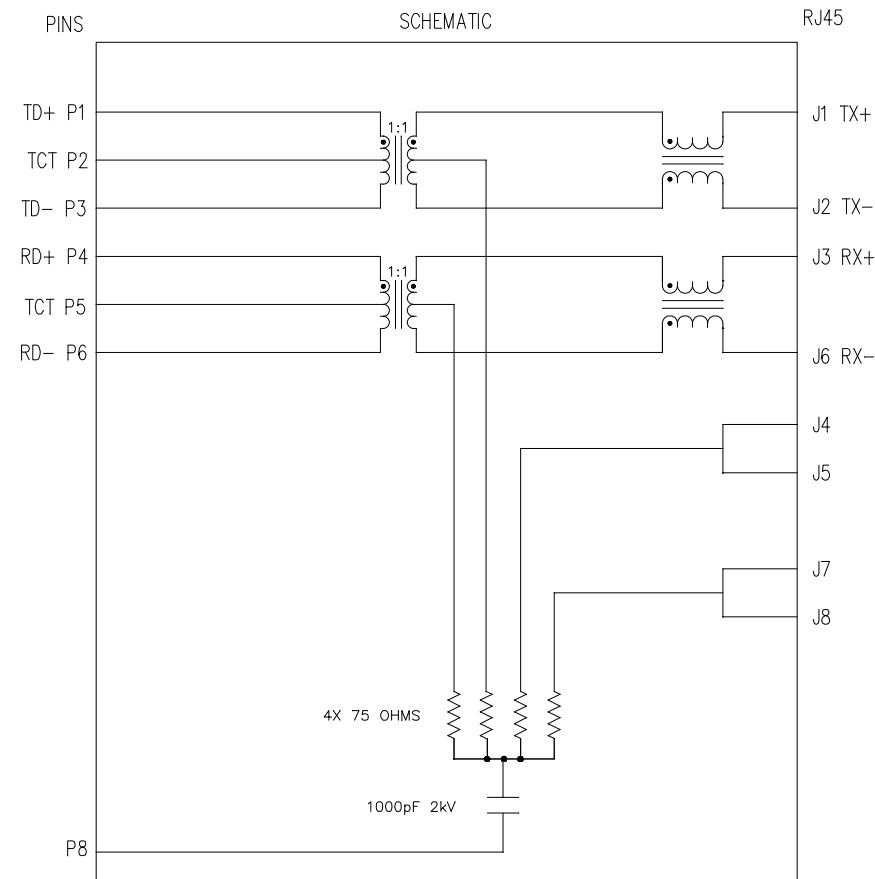 PINS SCHEMATIC RJ45
TD+ P1 1:1 J1 TX+
TCT P2
TD- P3 J2 TX-
RD+ P4 1:1 J3 RX+
TCT P5
RD- P6 J6 RX-
J4
J5
J7
J8
4X 75 OHMS
1000pF 2kV
P8